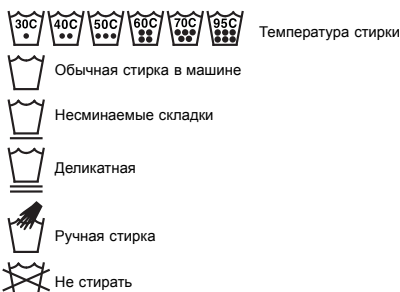 30C 40C 50C 60C 70C 95C Температура стирки
Обычная стирка в машине
Несминаемые складки
Деликатная
Ручная стирка
Не стирать